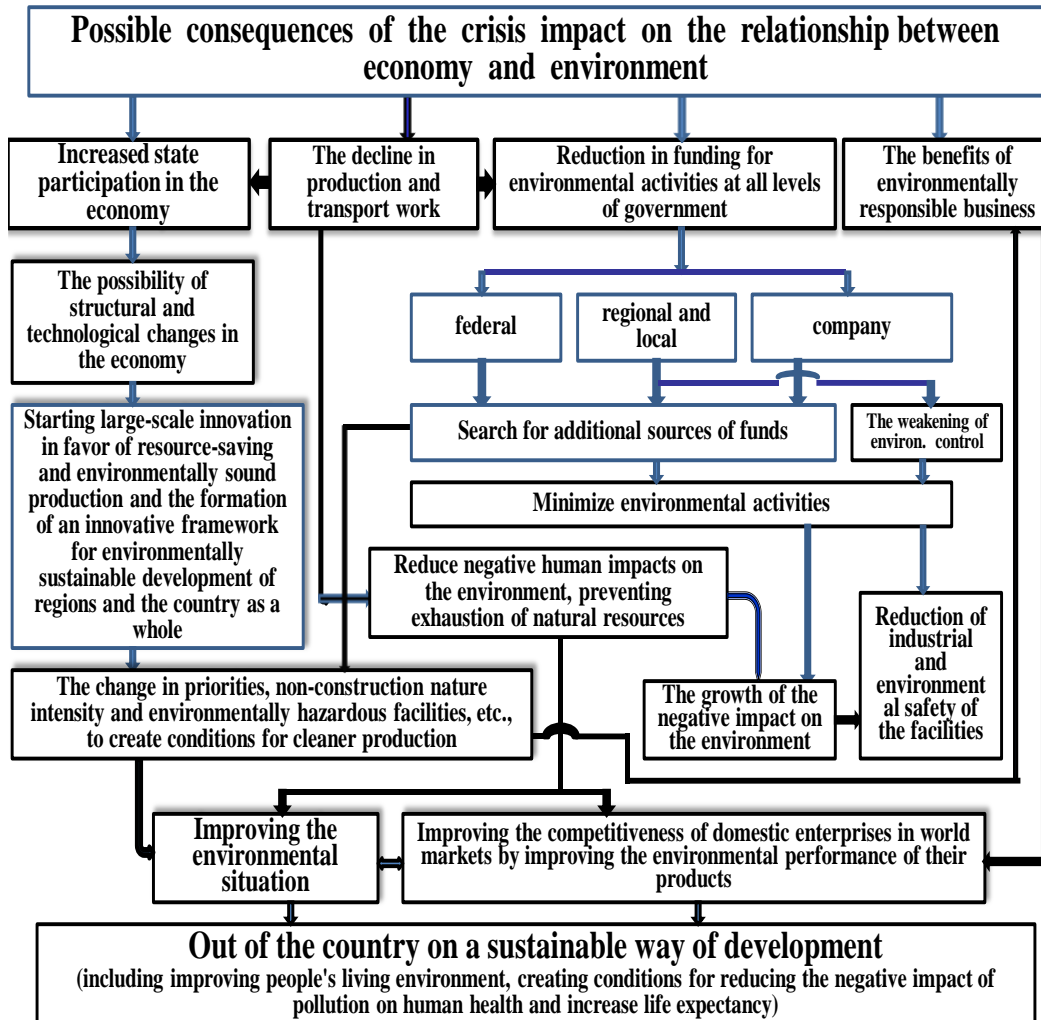 Possible consequences of the crisis impact on the relationship between
economy and environment
Increased state
participation in the
economy
The decline in
production and
transport work
Reduction in funding for
environmental activities at all levels
of government
The benefits of
environmentally
responsible business
The possibility of
structural and
technological changes in
the economy
federal
regional and
local
company
Starting large-scale innovation
in favor of resource-saving
and environmentally sound
production and the formation
of an innovative framework
for environmentally
sustainable development of
regions and the country as a
whole
Search for additional sources of funds
The weakening of
environ. control
Minimize environmental activities
Reduce negative human impacts on
the environment, preventing
exhaustion of natural resources
Reduction of
industrial
and
environment
al safety of
the facilities
The change in priorities, non-construction nature
intensity and environmentally hazardous facilities, etc.,
to create conditions for cleaner production
The growth of the
negative impact on
the environment
Improving the
environmental
situation
Improving the competitiveness of domestic enterprises in world
markets by improving the environmental performance of their
products
Out of the country on a sustainable way of development
(including improving people's living environment, creating conditions for reducing the negative impact of
pollution on human health and increase life expectancy)